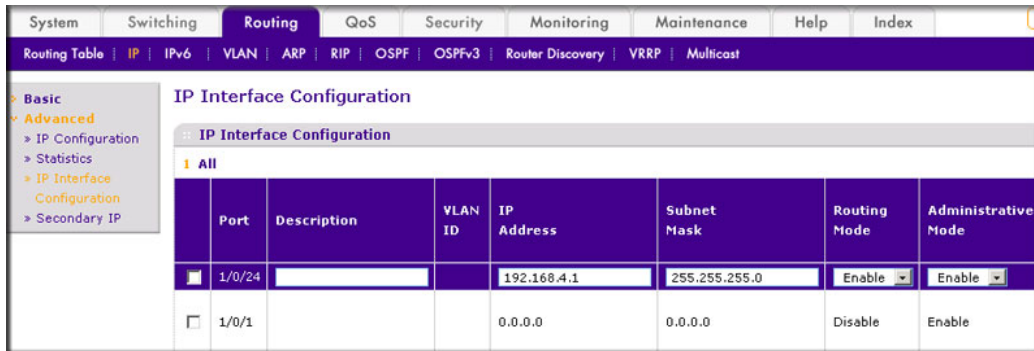 System Switching Routing QoS Security Monitoring Maintenance Help Index
Routing Table | IP | IPv6 | VLAN | ARP | RIP | OSPF | OSPFv3 | Router Discovery | VRRP | Multicast
Basic
Advanced
» IP Configuration
» Statistics
» IP Interface
Configuration
» Secondary IP
IP Interface Configuration
IP Interface Configuration
1 All
Port Description VLAN ID IP Address Subnet Mask Routing Mode Administrative Mode
1/0/24 192.168.4.1 255.255.255.0 Enable Enable
1/0/1 0.0.0.0 0.0.0.0 Disable Enable